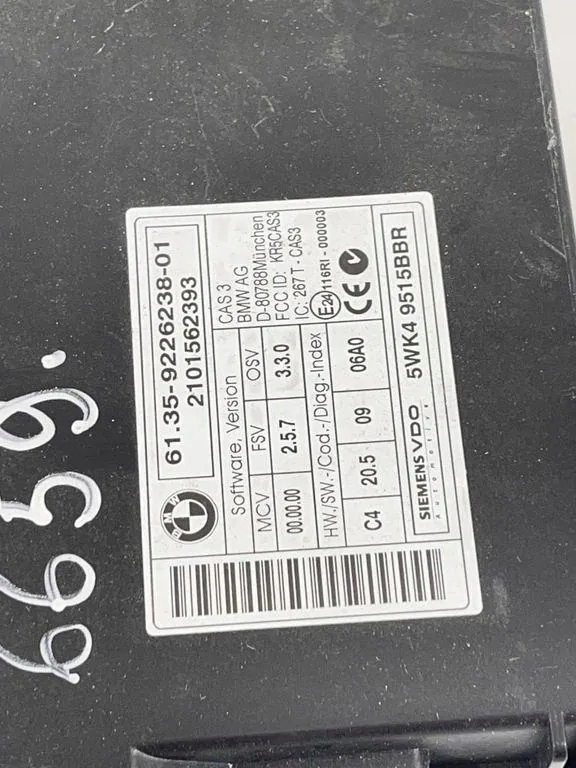 6659.
BMW
61.35-9226238-01
2101562393
Software, Version
MCV FSV OSV
00.00.00 2.5.7 3.3.0
HW./SW.-/Cod.-/Diag.-Index
C4 20.5 09 06A0
CAS 3
BMW AG
D-80788München
FCC ID: KR5CAS3
IC: 267T-CAS3
E24 116RI - 000003
CE
SIEMENS VDO
Automotive
5WK4 9515BBR